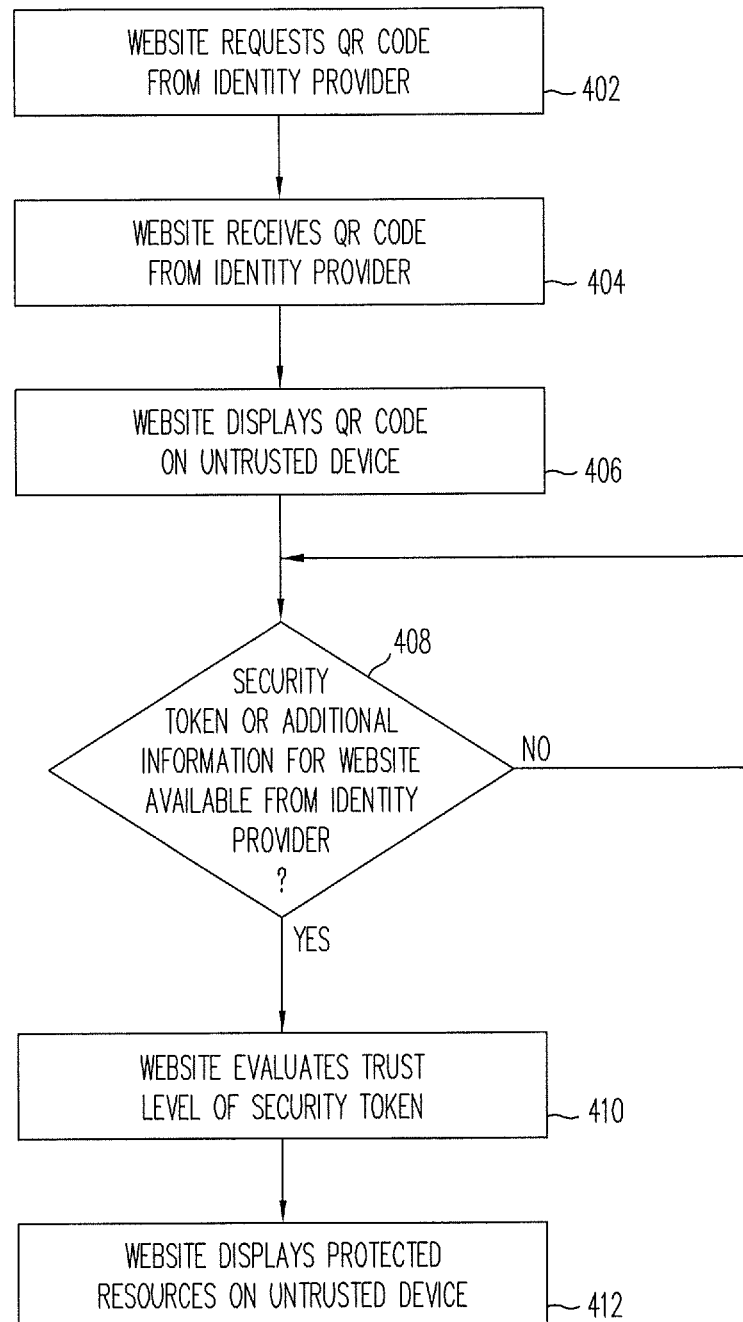 WEBSITE REQUESTS QR CODE
FROM IDENTITY PROVIDER
402
WEBSITE RECEIVES QR CODE
FROM IDENTITY PROVIDER
404
WEBSITE DISPLAYS QR CODE
ON UNTRUSTED DEVICE
406
408
SECURITY
TOKEN OR ADDITIONAL
INFORMATION FOR WEBSITE
AVAILABLE FROM IDENTITY
PROVIDER
?
NO
YES
WEBSITE EVALUATES TRUST
LEVEL OF SECURITY TOKEN
410
WEBSITE DISPLAYS PROTECTED
RESOURCES ON UNTRUSTED DEVICE
412